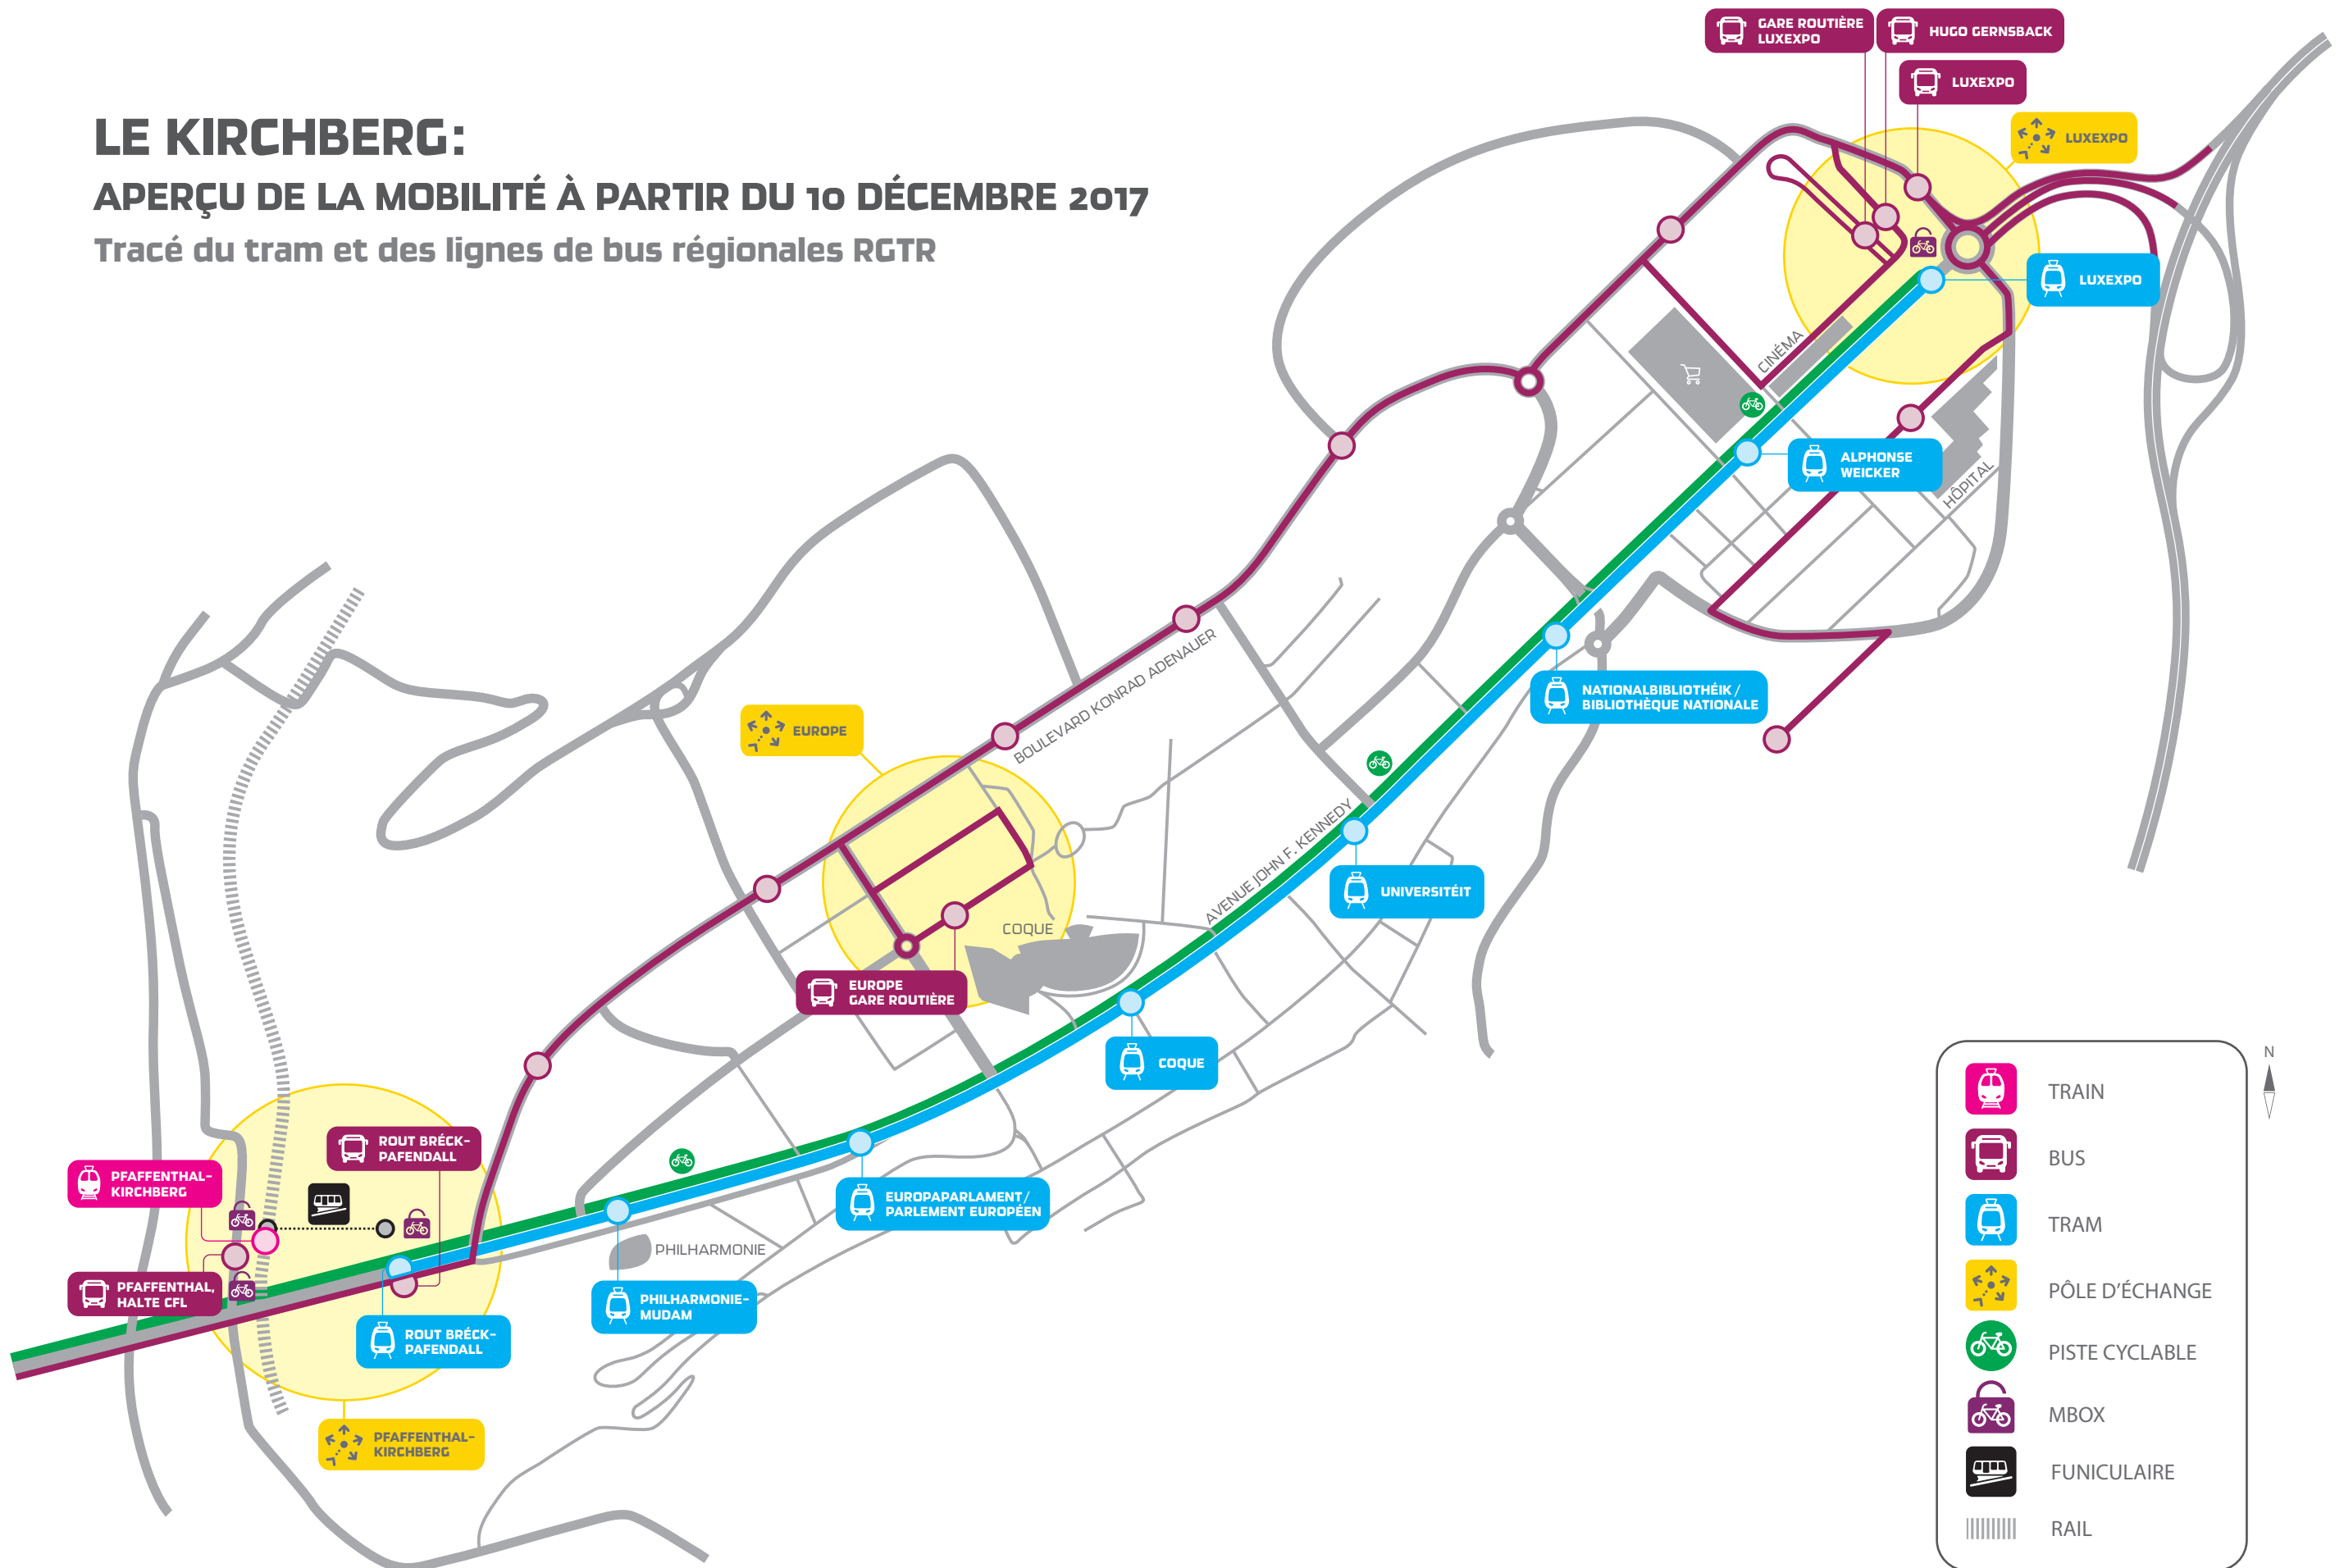 LE KIRCHBERG:
APERÇU DE LA MOBILITÉ À PARTIR DU 10 DÉCEMBRE 2017
Tracé du tram et des lignes de bus régionales RGTR
GARE ROUTIÈRE
LUXEXPO
HUGO GERNSBACK
LUXEXPO
LUXEXPO
LUXEXPO
CINÉMA
ALPHONSE
WEICKER
HÔPITAL
NATIONALBIBLIOTHÉIK /
BIBLIOTHÈQUE NATIONALE
BOULEVARD KONRAD ADENAUER
EUROPE
AVENUE JOHN F. KENNEDY
UNIVERSITÉIT
COQUE
EUROPE
GARE ROUTIÈRE
COQUE
ROUT BRÉCK-
PAFENDALL
PFAFFENTHAL-
KIRCHBERG
EUROPAPARLAMENT/
PARLEMENT EUROPÉEN
PHILHARMONIE
PFAFFENTHAL,
HALTE CFL
PHILHARMONIE-
MUDAM
ROUT BRÉCK-
PAFENDALL
PFAFFENTHAL-
KIRCHBERG
N
TRAIN
BUS
TRAM
PÔLE D'ÉCHANGE
PISTE CYCLABLE
MBOX
FUNICULAIRE
RAIL